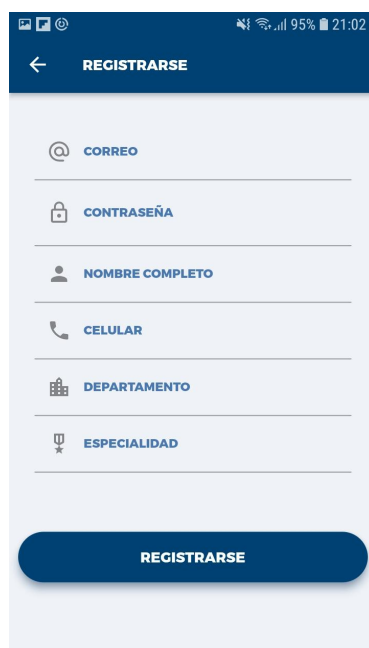 95% 21:02
REGISTRARSE
CORREO
CONTRASEÑA
NOMBRE COMPLETO
CELULAR
DEPARTAMENTO
ESPECIALIDAD
REGISTRARSE